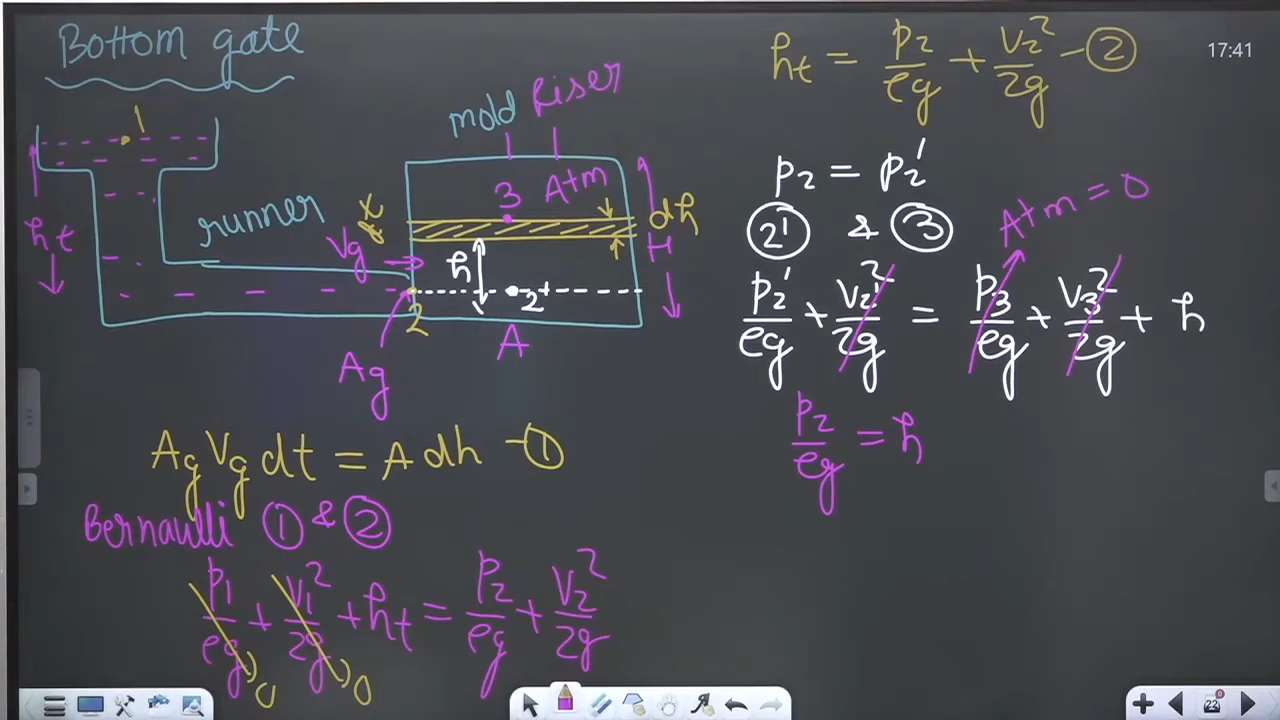 Bottom gate
1
mold Riser
3 Atm
dh
runner
Vg
ht
h
H
2
2'
A
Ag
Ag Vg dt = A dh -①
Bernaulli ① & ②
p1/ρg + v1²/2g + ht = p2/ρg + v2²/2g
0 0
ht = p2/ρg + v2²/2g -②
17:41
p2 = p2'
②' & ③
Atm = 0
p2'/ρg + v2'²/2g = p3/ρg + v3²/2g + h
p2/ρg = h
22